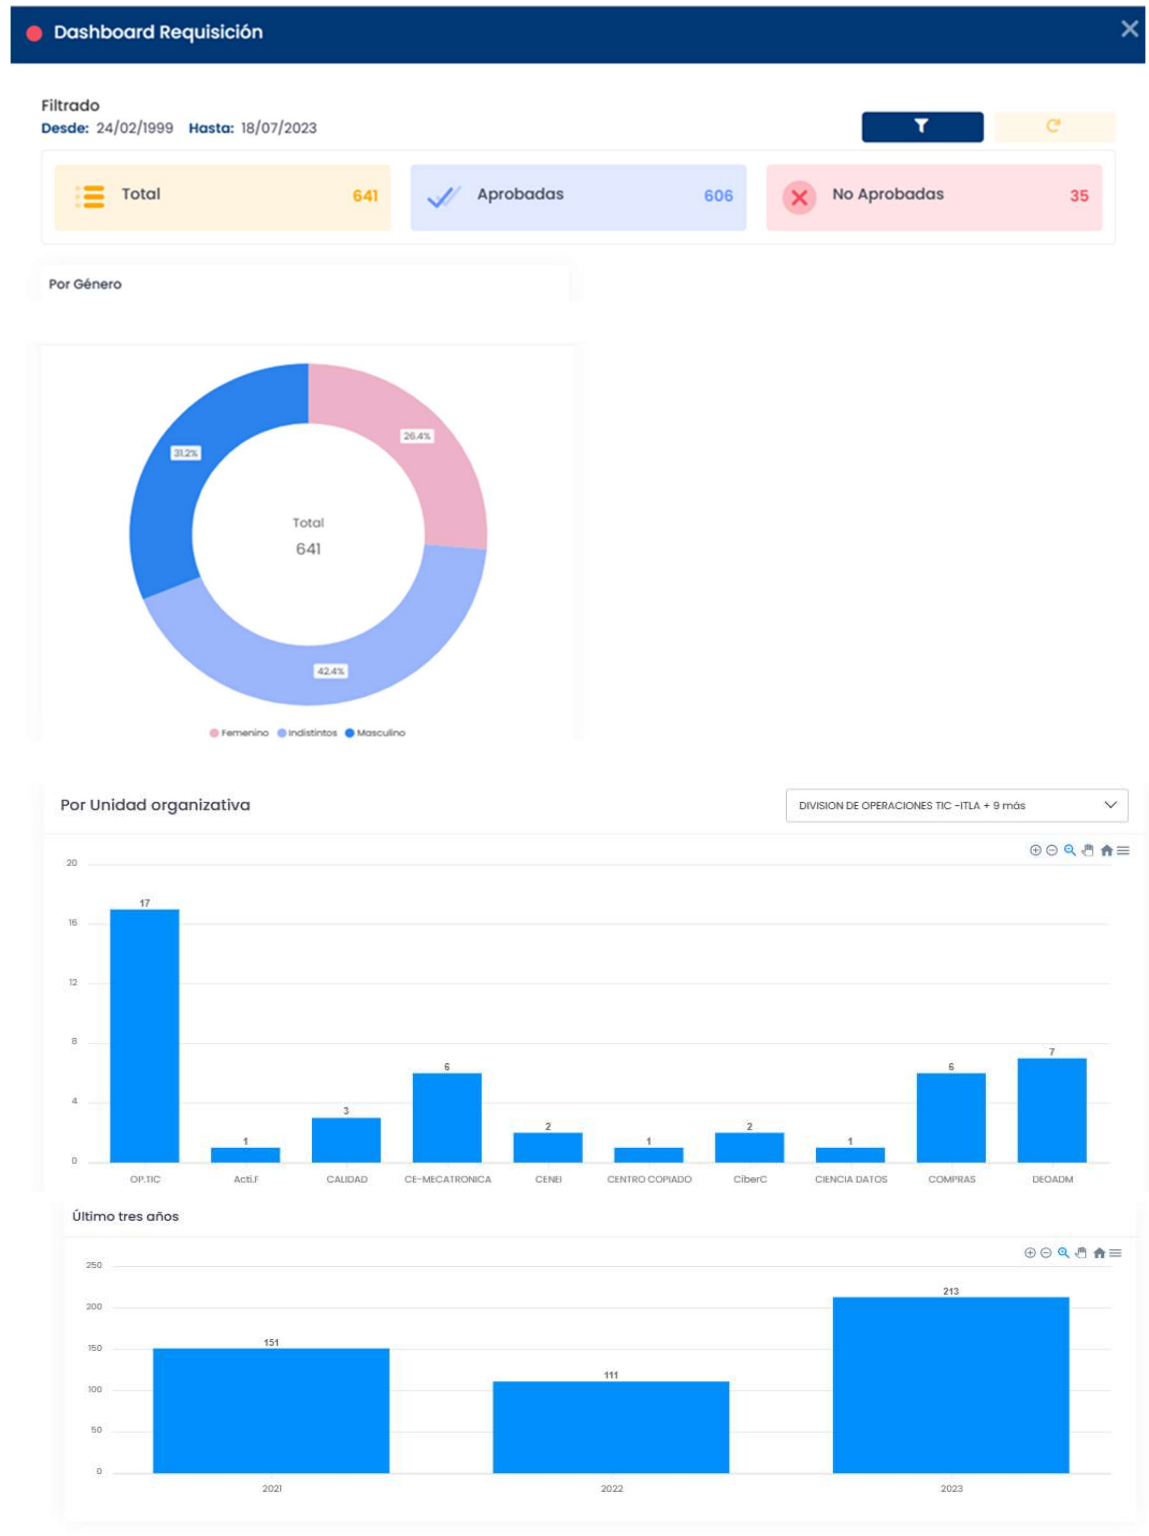 Dashboard Requisición
Filtrado
Desde: 24/02/1999 Hasta: 18/07/2023
Total 641
Aprobadas 606
No Aprobadas 35
Por Género
26.4%
31.2%
Total
641
42.4%
Femenino Indistintos Masculino
Por Unidad organizativa
DIVISION DE OPERACIONES TIC -ITLA + 9 más
20
16
12
8
4
0
17
1
3
6
2
1
2
1
6
7
OP.TIC Acti.F CALIDAD CE-MECATRONICA CENEI CENTRO COPIADO CiberC CIENCIA DATOS COMPRAS DEOADM
Último tres años
250
200
150
100
50
0
151
111
213
2021 2022 2023